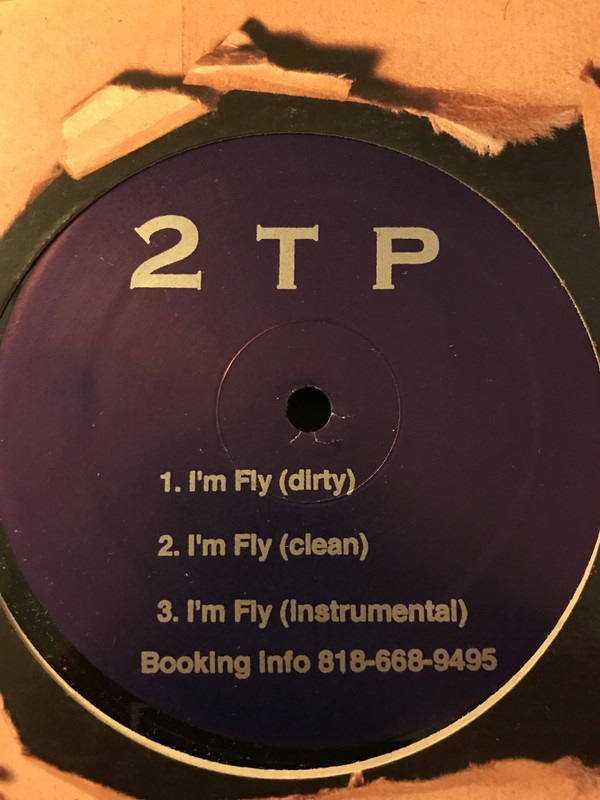 2 T P
1. I'm Fly (dirty)
2. I'm Fly (clean)
3. I'm Fly (Instrumental)
Booking Info 818-668-9495